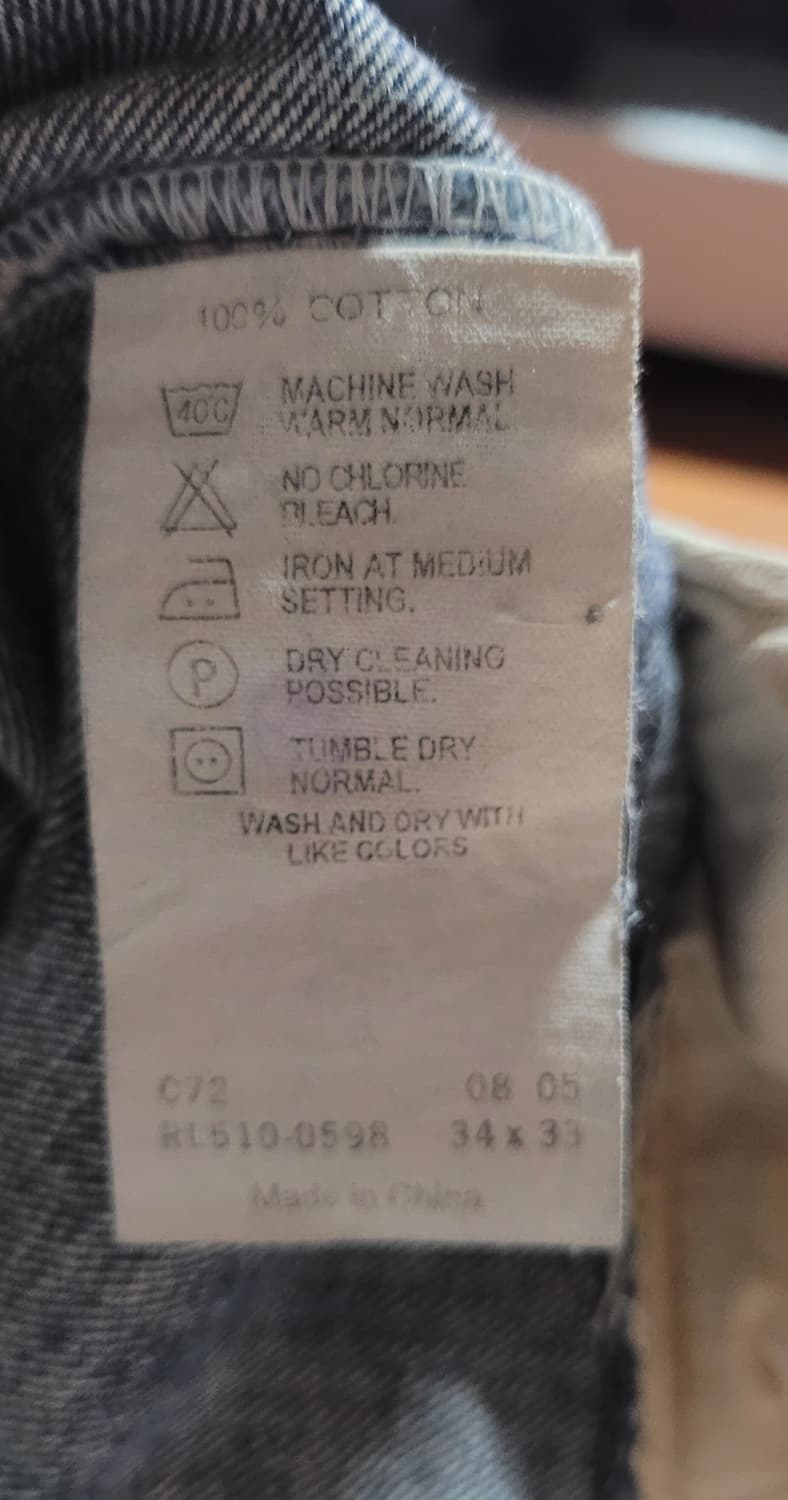 100% COTTON
40°C MACHINE WASH
WARM NORMAL.
NO CHLORINE
BLEACH.
IRON AT MEDIUM
SETTING.
P DRY CLEANING
POSSIBLE.
TUMBLE DRY
NORMAL.
WASH AND DRY WITH
LIKE COLORS
C72 08 05
RL510-0598 34 x 33
Made in China